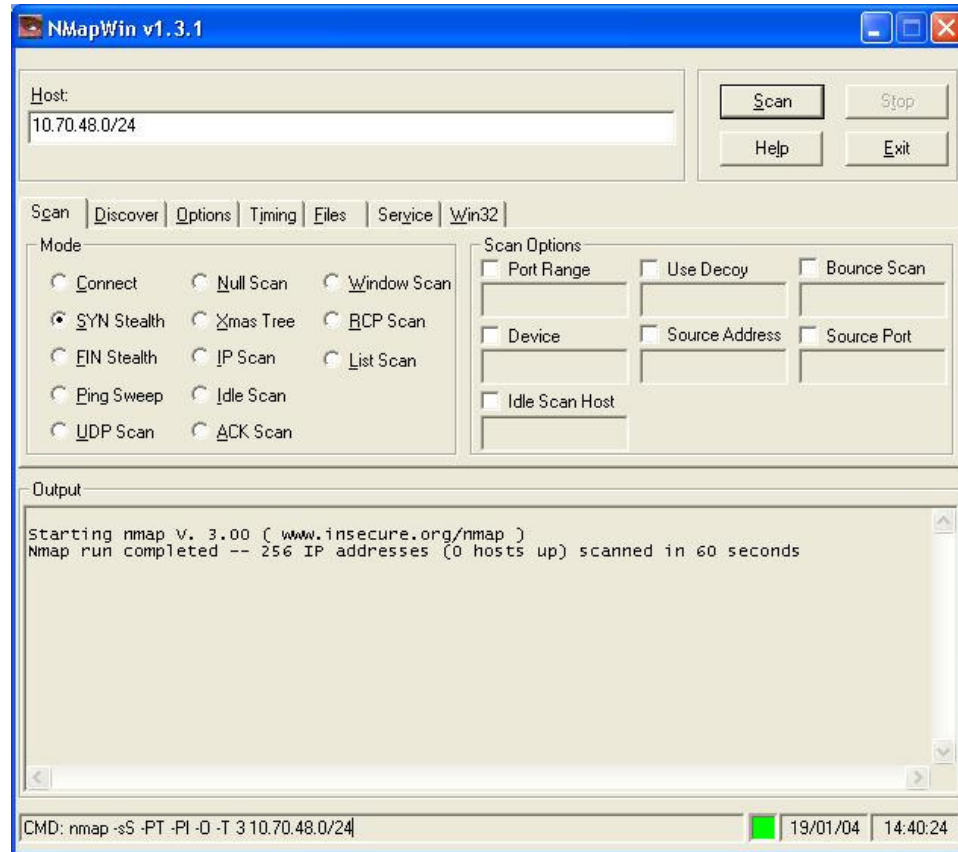 NMapWin v1.3.1
Host:
10.70.48.0/24
Scan
Stop
Help
Exit
Scan Discover Options Timing Files Service Win32
Mode
Connect Null Scan Window Scan
SYN Stealth Xmas Tree RCP Scan
FIN Stealth IP Scan List Scan
Ping Sweep Idle Scan
UDP Scan ACK Scan
Scan Options
Port Range Use Decoy Bounce Scan
Device Source Address Source Port
Idle Scan Host
Output
Starting nmap V. 3.00 ( www.insecure.org/nmap )
Nmap run completed -- 256 IP addresses (0 hosts up) scanned in 60 seconds
CMD: nmap -sS -PT -PI -O -T 3 10.70.48.0/24
19/01/04 14:40:24